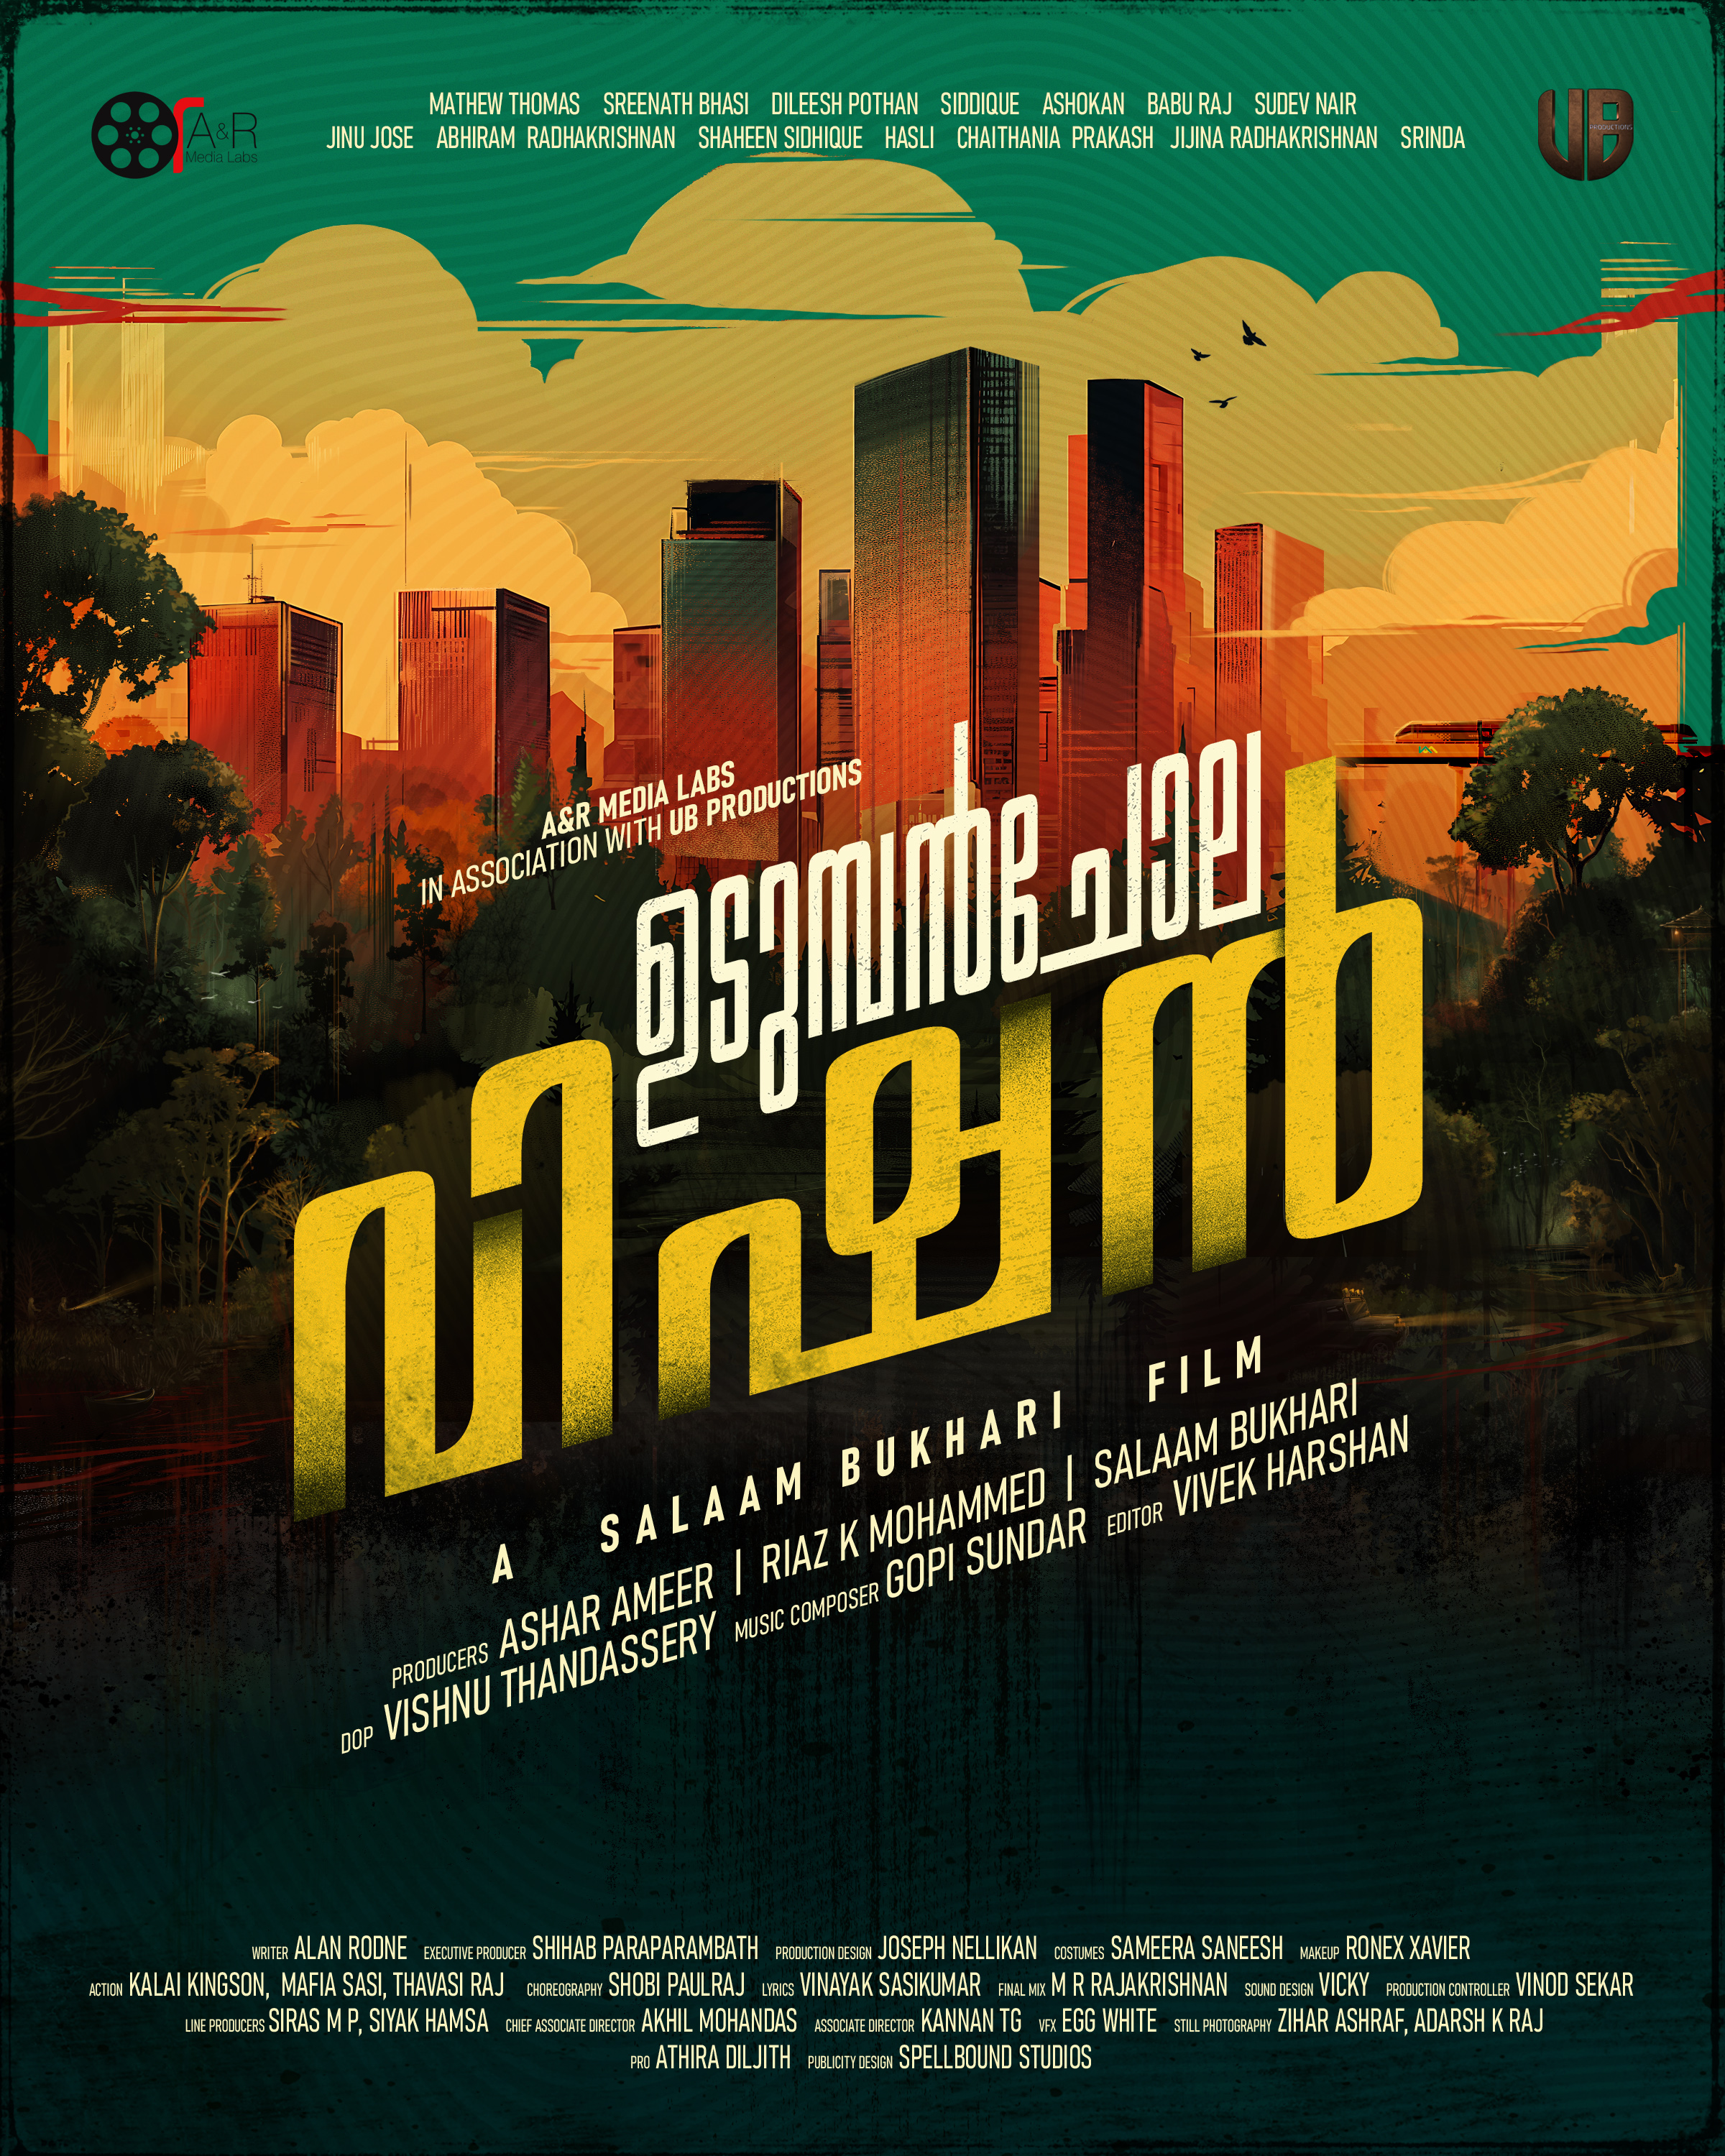 A&R
Media Labs
MATHEW THOMAS SREENATH BHASI DILEESH POTHAN SIDDIQUE ASHOKAN BABU RAJ SUDEV NAIR
JINU JOSE ABHIRAM RADHAKRISHNAN SHAHEEN SIDHIQUE HASLI CHAITHANIA PRAKASH JIJINA RADHAKRISHNAN SRINDA
UB
PRODUCTIONS
A&R MEDIA LABS
IN ASSOCIATION WITH UB PRODUCTIONS
ഉടുമ്പൻചോല
വിഷൻ
A SALAAM BUKHARI FILM
PRODUCERS ASHAR AMEER | RIAZ K MOHAMMED | SALAAM BUKHARI
DOP VISHNU THANDASSERY MUSIC COMPOSER GOPI SUNDAR EDITOR VIVEK HARSHAN
WRITER ALAN RODNE EXECUTIVE PRODUCER SHIHAB PARAPARAMBATH PRODUCTION DESIGN JOSEPH NELLIKAN COSTUMES SAMEERA SANEESH MAKEUP RONEX XAVIER
ACTION KALAI KINGSON, MAFIA SASI, THAVASI RAJ CHOREOGRAPHY SHOBI PAULRAJ LYRICS VINAYAK SASIKUMAR FINAL MIX M R RAJAKRISHNAN SOUND DESIGN VICKY PRODUCTION CONTROLLER VINOD SEKAR
LINE PRODUCERS SIRAS M P, SIYAK HAMSA CHIEF ASSOCIATE DIRECTOR AKHIL MOHANDAS ASSOCIATE DIRECTOR KANNAN TG VFX EGG WHITE STILL PHOTOGRAPHY ZIHAR ASHRAF, ADARSH K RAJ
PRO ATHIRA DILJITH PUBLICITY DESIGN SPELLBOUND STUDIOS